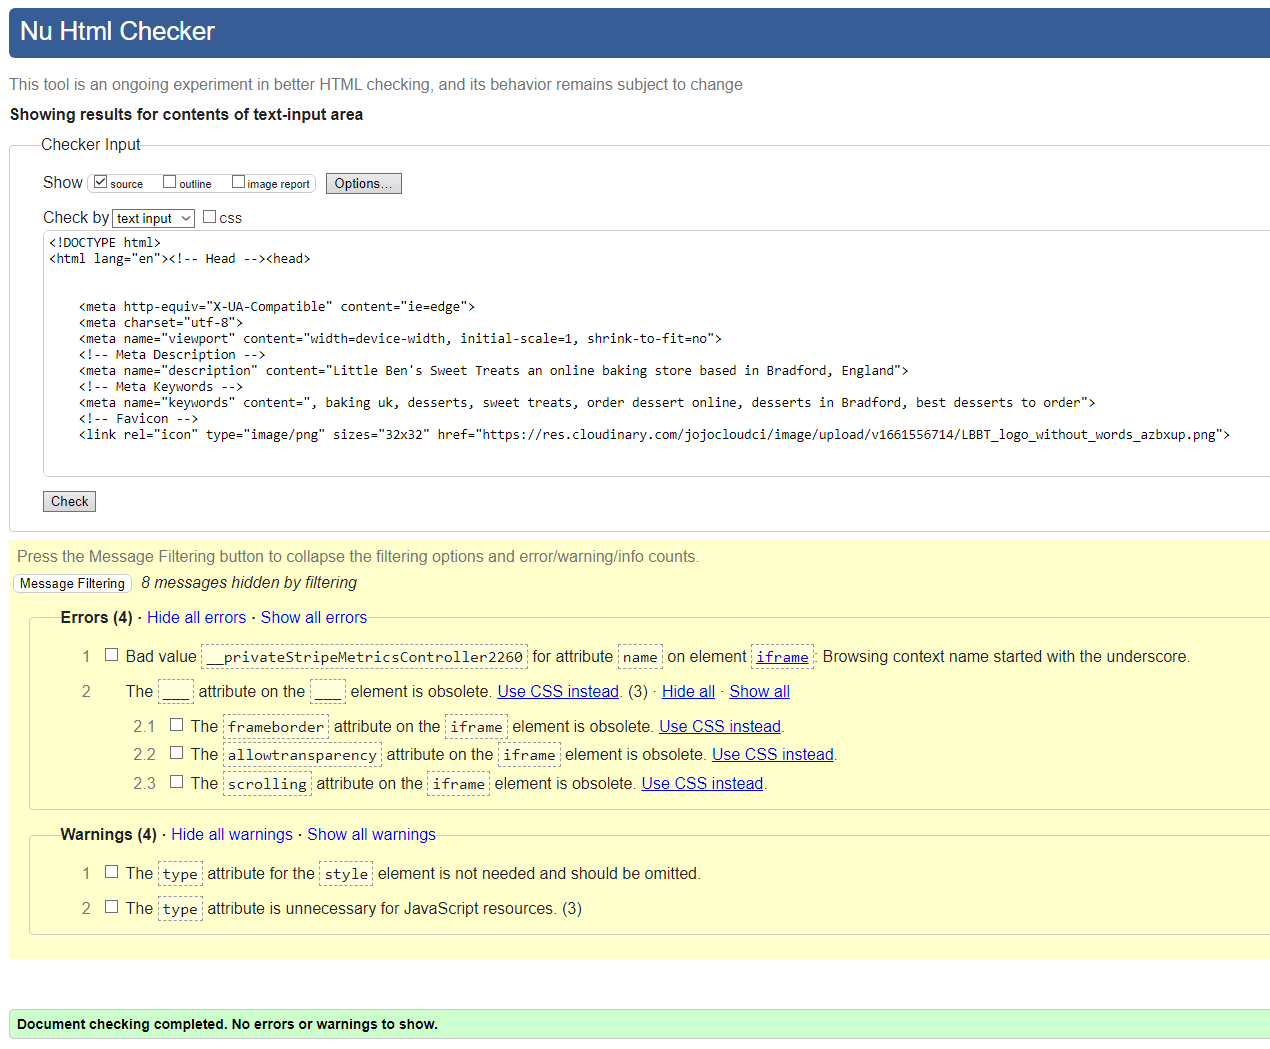 Nu Html Checker
This tool is an ongoing experiment in better HTML checking, and its behavior remains subject to change
Showing results for contents of text-input area
Checker Input
Show source outline image report Options...
Check by text input css
<!DOCTYPE html>
<html lang="en"><!-- Head --><head>
<meta http-equiv="X-UA-Compatible" content="ie=edge">
<meta charset="utf-8">
<meta name="viewport" content="width=device-width, initial-scale=1, shrink-to-fit=no">
<!-- Meta Description -->
<meta name="description" content="Little Ben's Sweet Treats an online baking store based in Bradford, England">
<!-- Meta Keywords -->
<meta name="keywords" content=", baking uk, desserts, sweet treats, order dessert online, desserts in Bradford, best desserts to order">
<!-- Favicon -->
<link rel="icon" type="image/png" sizes="32x32" href="https://res.cloudinary.com/jojocloudci/image/upload/v1661556714/LBBT_logo_without_words_azbxup.png">
Check
Press the Message Filtering button to collapse the filtering options and error/warning/info counts.
Message Filtering 8 messages hidden by filtering
Errors (4) · Hide all errors · Show all errors
1 Bad value __privateStripeMetricsController2260 for attribute name on element iframe: Browsing context name started with the underscore.
2 The ___ attribute on the ___ element is obsolete. Use CSS instead. (3) · Hide all · Show all
2.1 The frameborder attribute on the iframe element is obsolete. Use CSS instead.
2.2 The allowtransparency attribute on the iframe element is obsolete. Use CSS instead.
2.3 The scrolling attribute on the iframe element is obsolete. Use CSS instead.
Warnings (4) · Hide all warnings · Show all warnings
1 The type attribute for the style element is not needed and should be omitted.
2 The type attribute is unnecessary for JavaScript resources. (3)
Document checking completed. No errors or warnings to show.